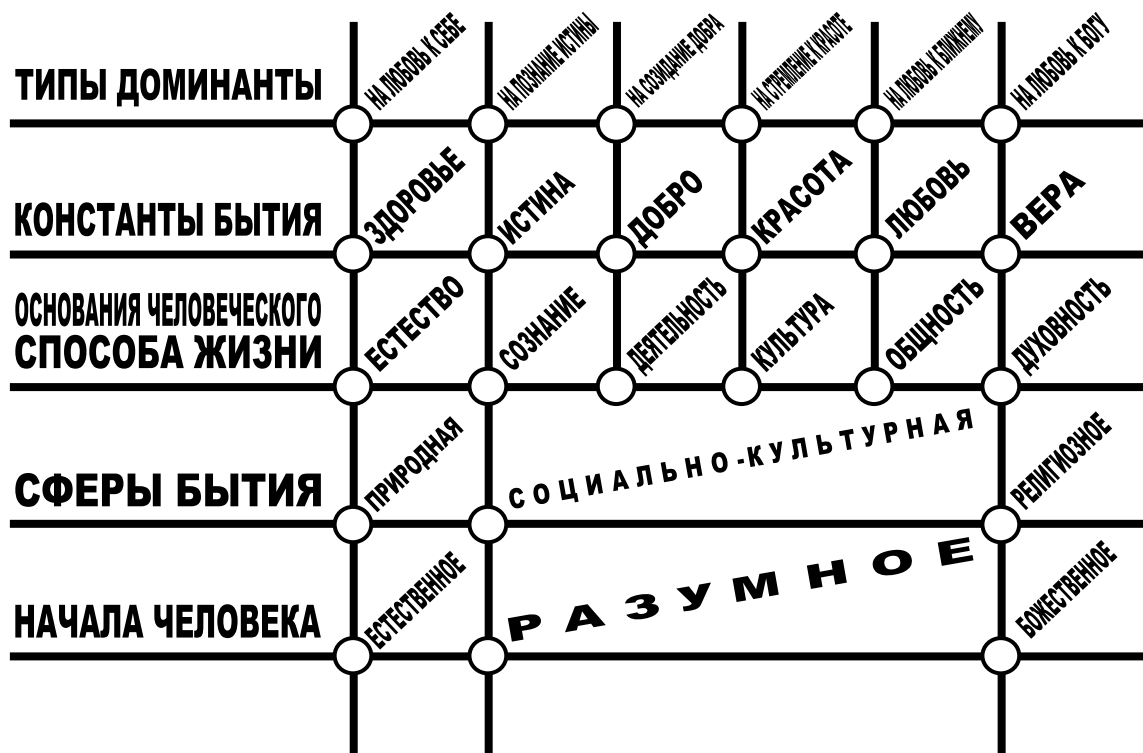 ТИПЫ ДОМИНАНТЫ
НА ЛЮБОВЬ К СЕБЕ
НА ПОЗНАНИЕ ИСТИНЫ
НА СОЗИДАНИЕ ДОБРА
НА СТРЕПЛЕНИЕ К КРАСОТЕ
НА ЛЮБОВЬ К БЛИЖНЕМУ
НА ЛЮБОВЬ К БОГУ
КОНСТАНТЫ БЫТИЯ
ЗДОРОВЬЕ
ИСТИНА
ДОБРО
КРАСОТА
ЛЮБОВЬ
ВЕРА
ОСНОВАНИЯ ЧЕЛОВЕЧЕСКОГО
СПОСОБА ЖИЗНИ
ЕСТЕСТВО
СОЗНАНИЕ
ДЕЯТЕЛЬНОСТЬ
КУЛЬТУРА
ОБЩНОСТЬ
ДУХОВНОСТЬ
СФЕРЫ БЫТИЯ
ПРИРОДНАЯ
СОЦИАЛЬНО-КУЛЬТУРНАЯ
РЕЛИГИОЗНОЕ
НАЧАЛА ЧЕЛОВЕКА
ЕСТЕСТВЕННОЕ
РАЗУМНОЕ
БОЖЕСТВЕННОЕ